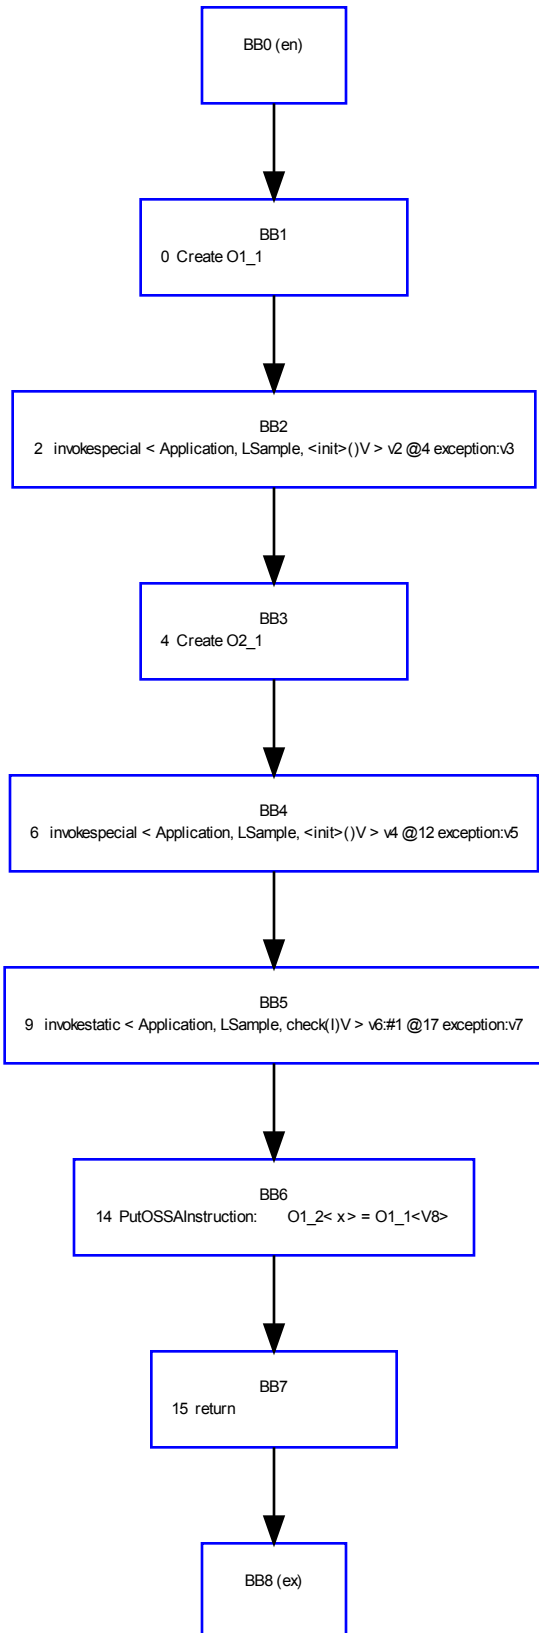 BB0 (en)
BB1
0 Create O1_1
BB2
2 invokespecial < Application, LSample, <init>()V > v2 @4 exception:v3
BB3
4 Create O2_1
BB4
6 invokespecial < Application, LSample, <init>()V > v4 @12 exception:v5
BB5
9 invokestatic < Application, LSample, check(I)V > v6:#1 @17 exception:v7
BB6
14 PutOSSAInstruction: O1_2< x > = O1_1<V8>
BB7
15 return
BB8 (ex)